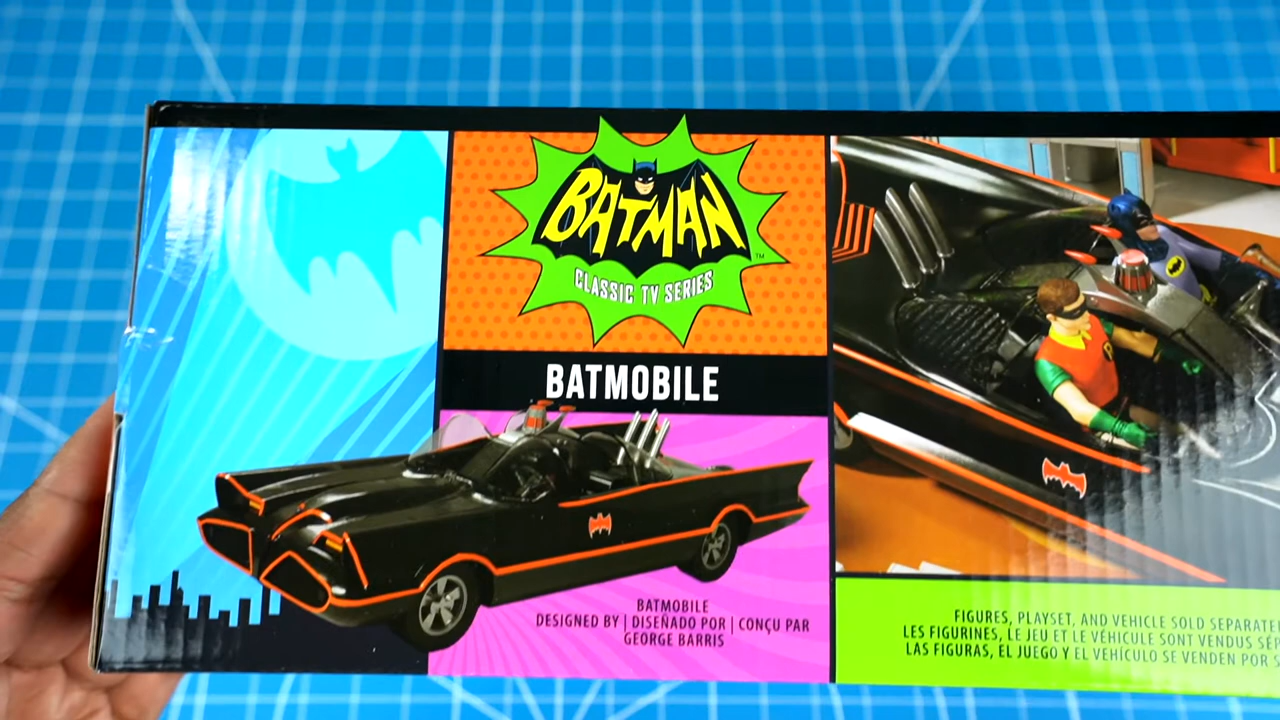 BATMAN
TM
CLASSIC TV SERIES
BATMOBILE
BATMOBILE
DESIGNED BY | DISEÑADO POR | CONÇU PAR
GEORGE BARRIS
FIGURES, PLAYSET, AND VEHICLE SOLD
LES FIGURINES, LE JEU ET LE VÉHICULE SONT VENDUS
LAS FIGURAS, EL JUEGO Y EL VEHÍCULO SE VENDEN POR